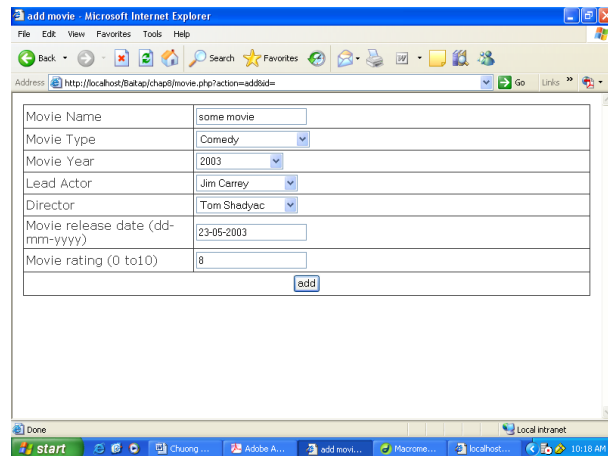 add movie - Microsoft Internet Explorer
File Edit View Favorites Tools Help
Back Search Favorites
Address http://localhost/Baitap/chap8/movie.php?action=add&id= Go Links »
Movie Name some movie
Movie Type Comedy
Movie Year 2003
Lead Actor Jim Carrey
Director Tom Shadyac
Movie release date (dd-
mm-yyyy) 23-05-2003
Movie rating (0 to10) 8
add
Done Local intranet
start Chuong ... Adobe A... add movi... Macrome... localhost... 10:18 AM